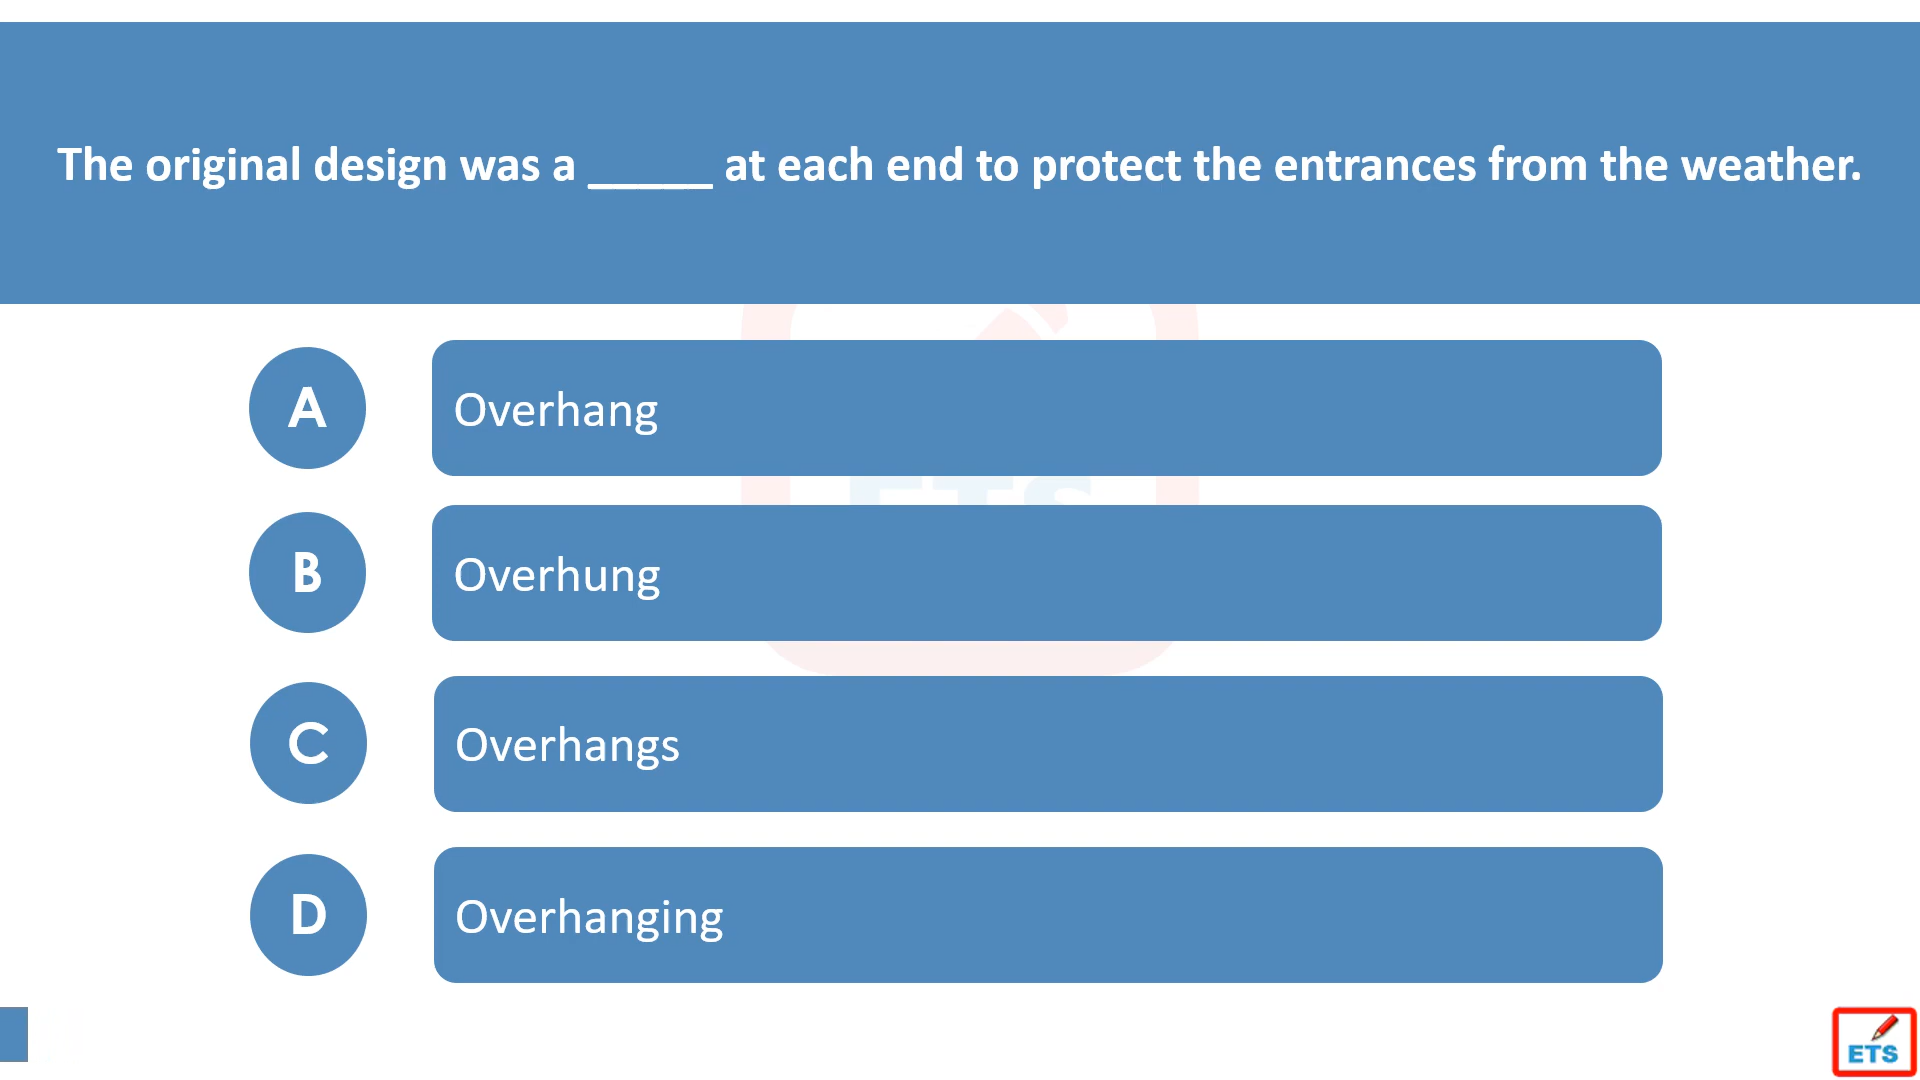 The original design was a _____ at each end to protect the entrances from the weather.
A
Overhang
B
Overhung
C
Overhangs
D
Overhanging
ETS